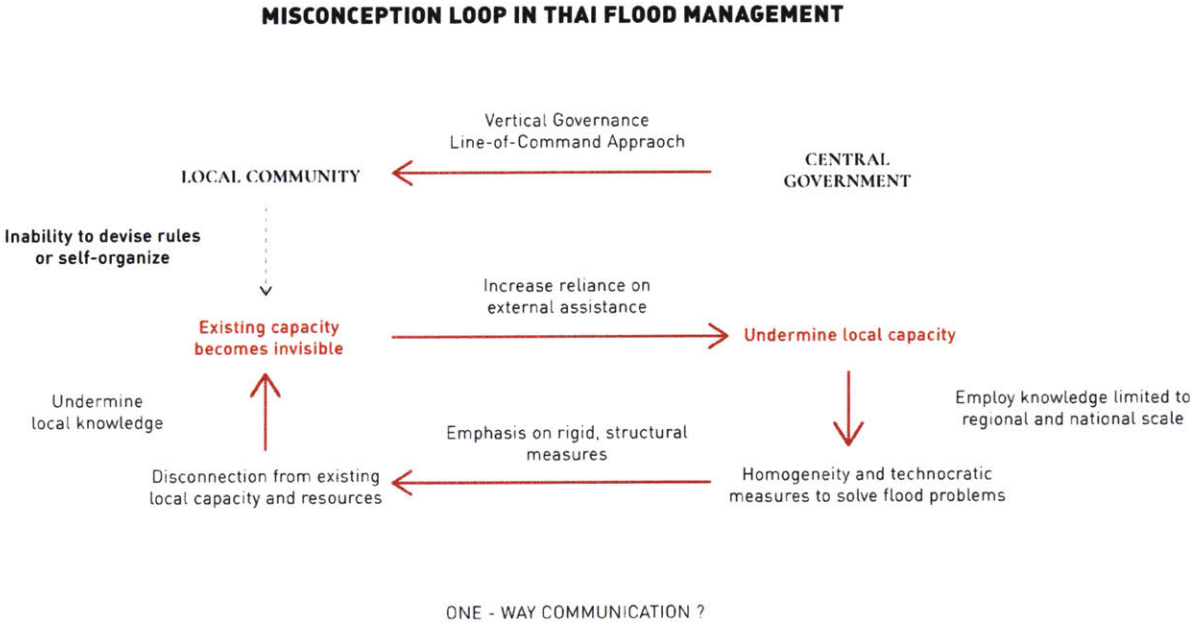 MISCONCEPTION LOOP IN THAI FLOOD MANAGEMENT
Vertical Governance
Line-of-Command Appraoch
LOCAL COMMUNITY
CENTRAL
GOVERNMENT
Inability to devise rules
or self-organize
Increase reliance on
external assistance
Existing capacity
becomes invisible
Undermine local capacity
Undermine
local knowledge
Employ knowledge limited to
regional and national scale
Emphasis on rigid, structural
measures
Disconnection from existing
local capacity and resources
Homogeneity and technocratic
measures to solve flood problems
ONE - WAY COMMUNICATION ?